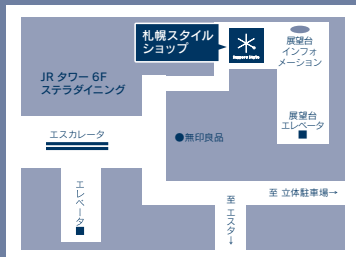 札幌スタイル
ショップ
Sapporo Style
展望台
インフォ
メーション
JR タワー 6F
ステラダイニング
展望台
エレベータ
エスカレータ
●無印良品
エレベータ
至 立体駐車場→
至 エスタ→